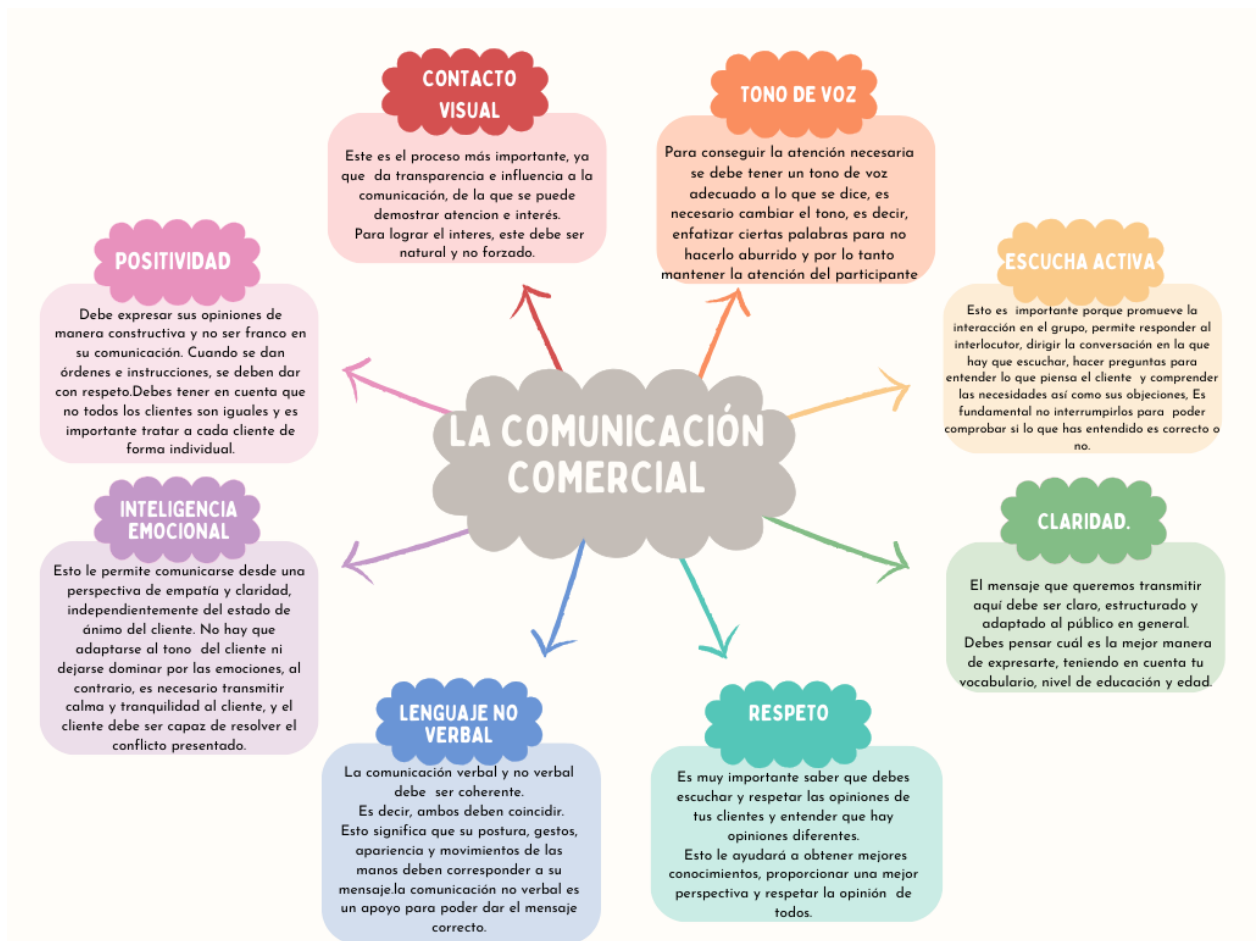 CONTACTO
VISUAL
Este es el proceso más importante, ya
que da transparencia e influencia a la
comunicación, de la que se puede
demostrar atencion e interés.
Para lograr el interes, este debe ser
natural y no forzado.
TONO DE VOZ
Para conseguir la atención necesaria
se debe tener un tono de voz
adecuado a lo que se dice, es
necesario cambiar el tono, es decir,
enfatizar ciertas palabras para no
hacerlo aburrido y por lo tanto
mantener la atención del participante
POSITIVIDAD
Debe expresar sus opiniones de
manera constructiva y no ser franco en
su comunicación. Cuando se dan
órdenes e instrucciones, se deben dar
con respeto.Debes tener en cuenta que
no todos los clientes son iguales y es
importante tratar a cada cliente de
forma individual.
ESCUCHA ACTIVA
Esto es importante porque promueve la
interacción en el grupo, permite responder al
interlocutor, dirigir la conversación en la que
hay que escuchar, hacer preguntas para
entender lo que piensa el cliente y comprender
las necesidades así como sus objeciones, Es
fundamental no interrumpirlos para poder
comprobar si lo que has entendido es correcto o
no.
LA COMUNICACIÓN
COMERCIAL
INTELIGENCIA
EMOCIONAL
Esto le permite comunicarse desde una
perspectiva de empatía y claridad,
independientemente del estado de
ánimo del cliente. No hay que
adaptarse al tono del cliente ni
dejarse dominar por las emociones, al
contrario, es necesario transmitir
calma y tranquilidad al cliente, y el
cliente debe ser capaz de resolver el
conflicto presentado.
CLARIDAD.
El mensaje que queremos transmitir
aquí debe ser claro, estructurado y
adaptado al público en general.
Debes pensar cuál es la mejor manera
de expresarte, teniendo en cuenta tu
vocabulario, nivel de educación y edad.
LENGUAJE NO
VERBAL
La comunicación verbal y no verbal
debe ser coherente.
Es decir, ambos deben coincidir.
Esto significa que su postura, gestos,
apariencia y movimientos de las
manos deben corresponder a su
mensaje.la comunicación no verbal es
un apoyo para poder dar el mensaje
correcto.
RESPETO
Es muy importante saber que debes
escuchar y respetar las opiniones de
tus clientes y entender que hay
opiniones diferentes.
Esto le ayudará a obtener mejores
conocimientos, proporcionar una mejor
perspectiva y respetar la opinión de
todos.